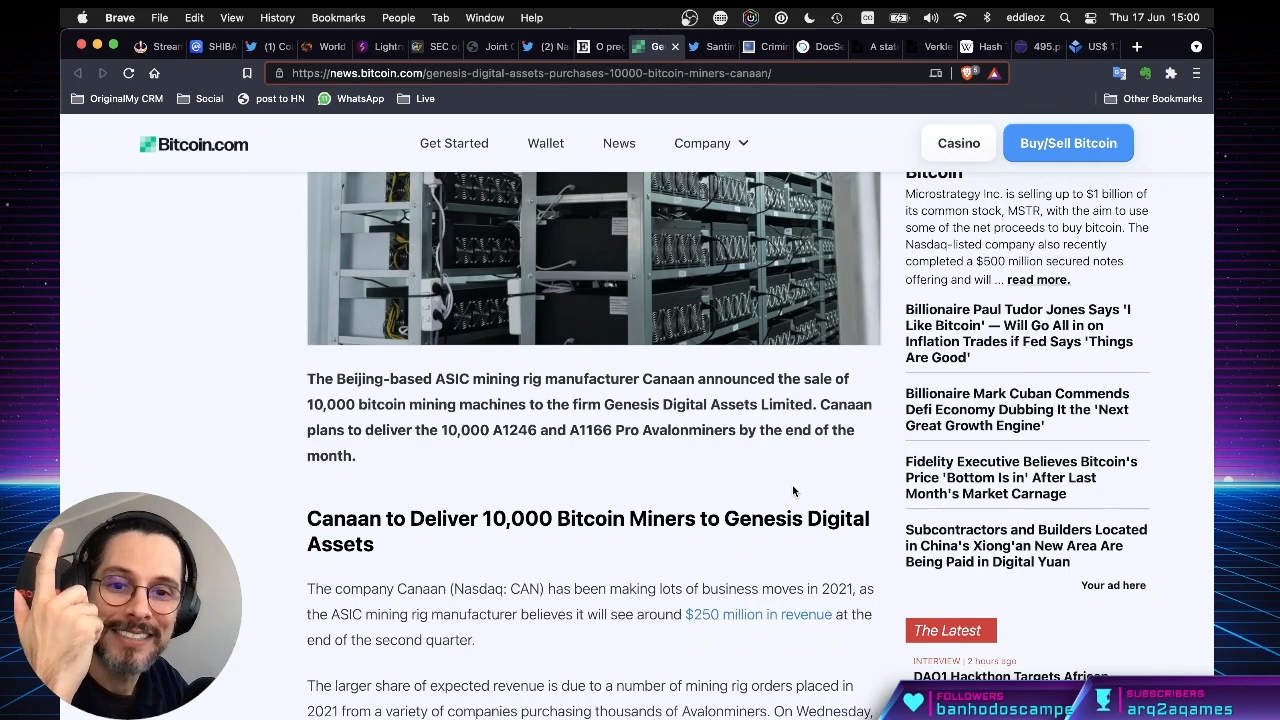 Brave File Edit View History Bookmarks People Tab Window Help eddieoz Thu 17 Jun 15:00
Stream SHIBA (1) Co World Lightn SEC o Joint C (2) Na O pre Ge Santin Crimin DocSe A stat Verkle Hash T 495.p US$ 1
https://news.bitcoin.com/genesis-digital-assets-purchases-10000-bitcoin-miners-canaan/ 5
OriginalMy CRM Social post to HN WhatsApp Live Other Bookmarks
Bitcoin.com Get Started Wallet News Company Casino Buy/Sell Bitcoin
The Beijing-based ASIC mining rig manufacturer Canaan announced the sale of
10,000 bitcoin mining machines to the firm Genesis Digital Assets Limited. Canaan
plans to deliver the 10,000 A1246 and A1166 Pro Avalonminers by the end of the
month.
Canaan to Deliver 10,000 Bitcoin Miners to Genesis Digital
Assets
The company Canaan (Nasdaq: CAN) has been making lots of business moves in 2021, as
the ASIC mining rig manufacturer believes it will see around $250 million in revenue at the
end of the second quarter.
The larger share of expected revenue is due to a number of mining rig orders placed in
2021 from a variety of companies purchasing thousands of Avalonminers. On Wednesday,
Bitcoin
Microstrategy Inc. is selling up to $1 billion of
its common stock, MSTR, with the aim to use
some of the net proceeds to buy bitcoin. The
Nasdaq-listed company also recently
completed a $500 million secured notes
offering and will ... read more.
Billionaire Paul Tudor Jones Says 'I
Like Bitcoin' — Will Go All in on
Inflation Trades if Fed Says 'Things
Are Good'
Billionaire Mark Cuban Commends
Defi Economy Dubbing It the 'Next
Great Growth Engine'
Fidelity Executive Believes Bitcoin's
Price 'Bottom Is in' After Last
Month's Market Carnage
Subcontractors and Builders Located
in China's Xiong'an New Area Are
Being Paid in Digital Yuan
Your ad here
The Latest
INTERVIEW | 2 hours ago
DAO1 Hackthon Targets African
FOLLOWERS
banhodoscampe
SUBSCRIBERS
arq2agames